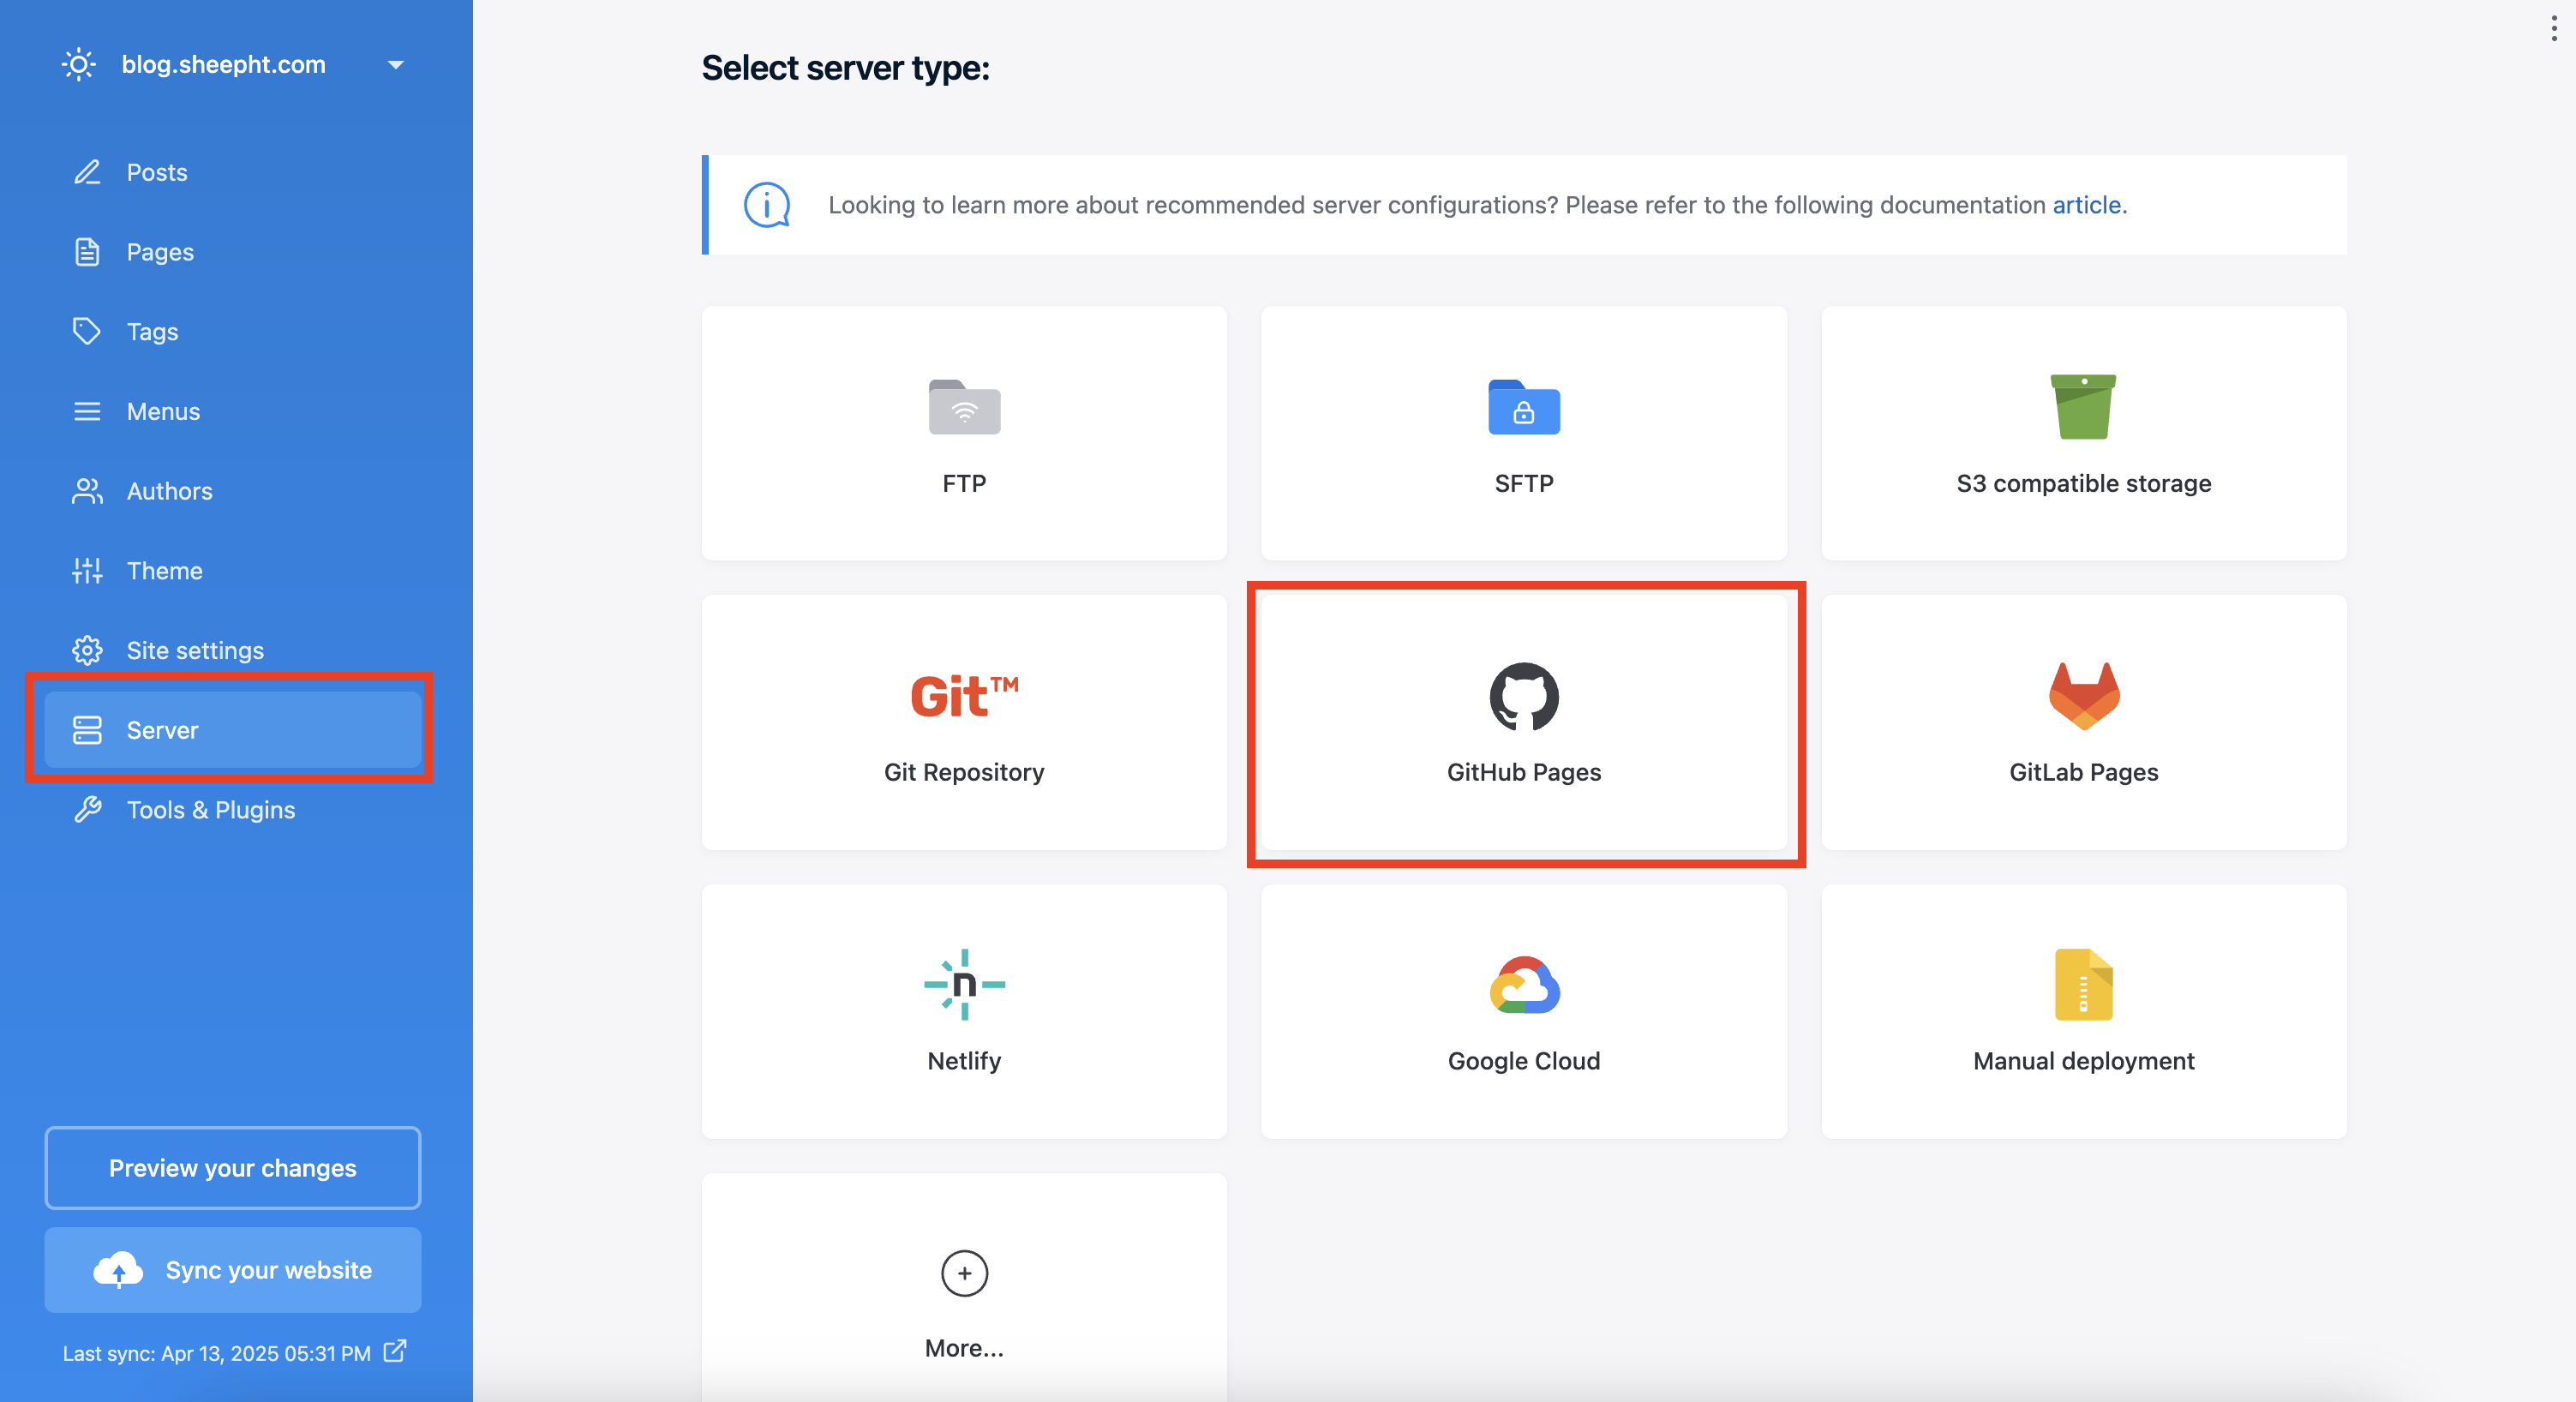 blog.sheepht.com
Posts
Pages
Tags
Menus
Authors
Theme
Site settings
Server
Tools & Plugins
Preview your changes
Sync your website
Last sync: Apr 13, 2025 05:31 PM
Select server type:
Looking to learn more about recommended server configurations? Please refer to the following documentation article.
FTP
SFTP
S3 compatible storage
Git™
Git Repository
GitHub Pages
GitLab Pages
n
Netlify
Google Cloud
Manual deployment
More...